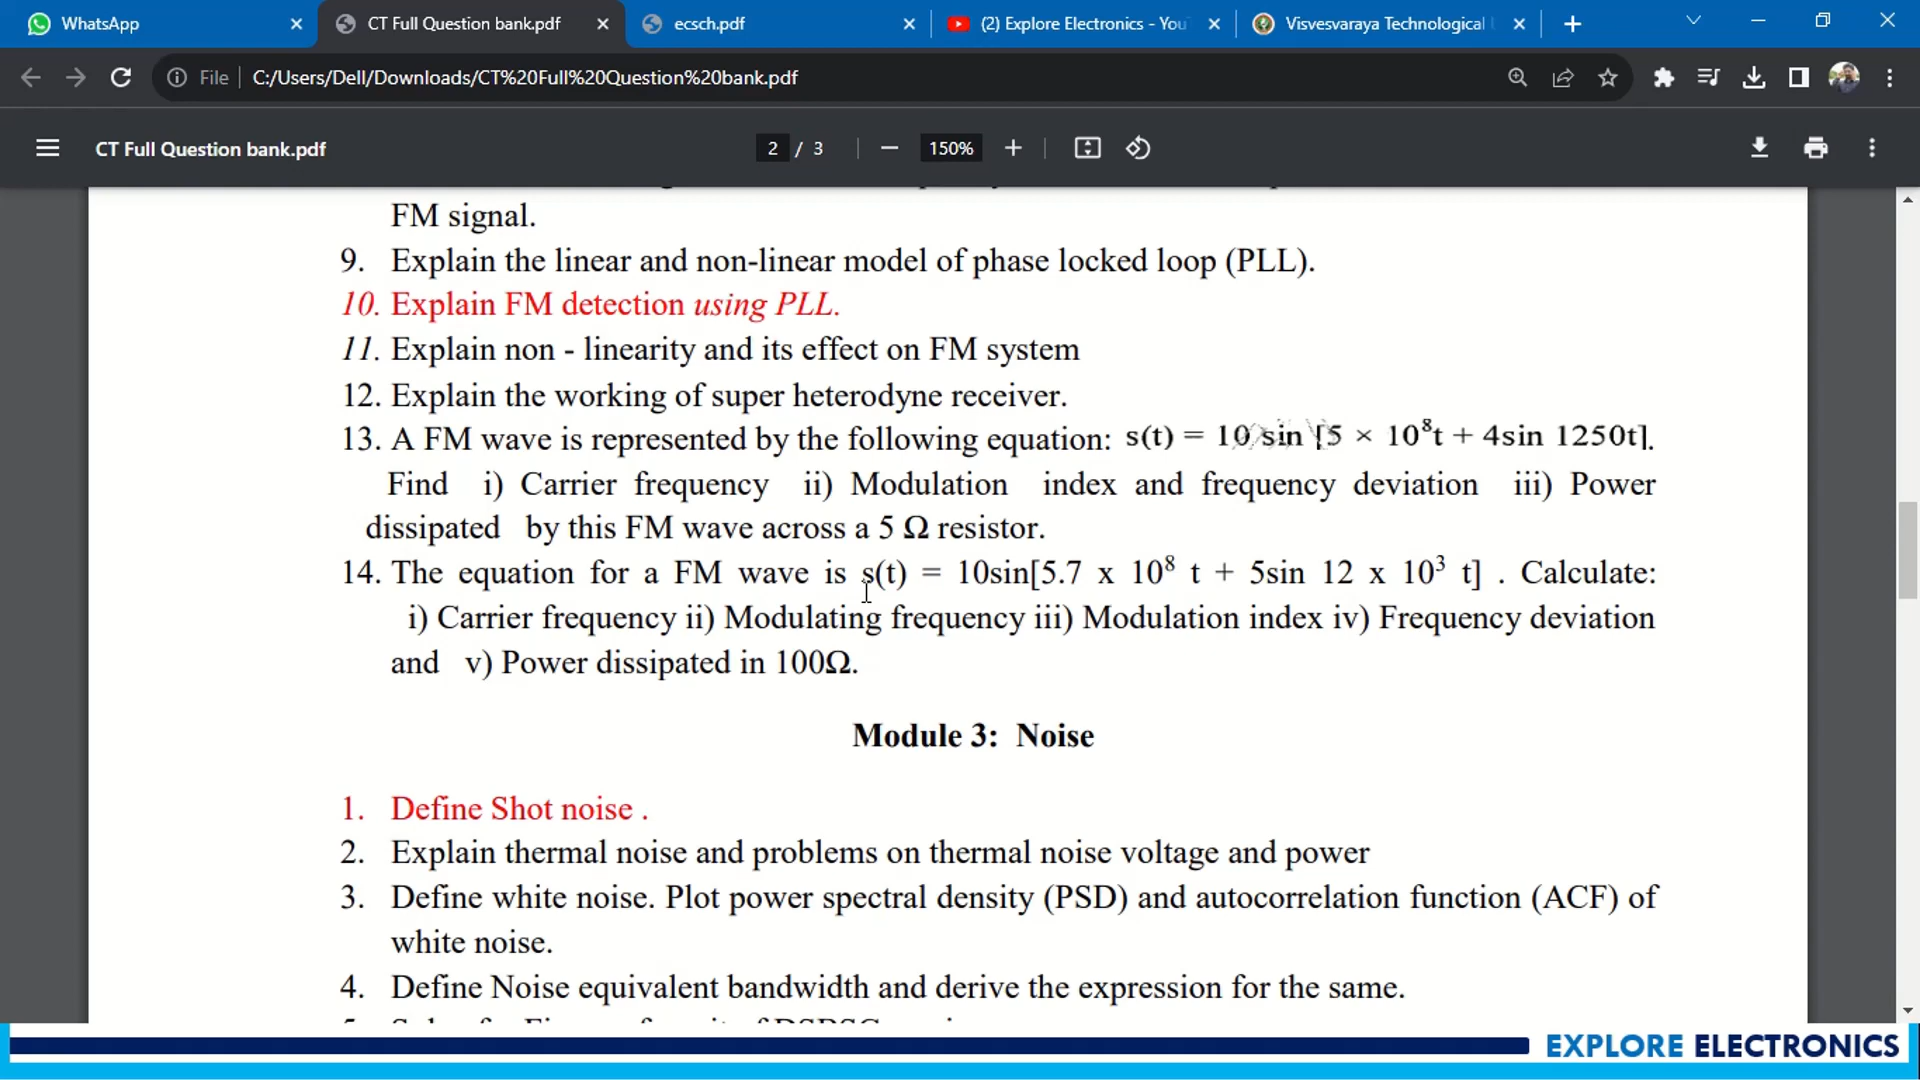 WhatsApp
CT Full Question bank.pdf
ecsch.pdf
(2) Explore Electronics - You
Visvesvaraya Technological
File
C:/Users/Dell/Downloads/CT%20Full%20Question%20bank.pdf
CT Full Question bank.pdf
2 / 3
150%
FM signal.
9. Explain the linear and non-linear model of phase locked loop (PLL).
10. Explain FM detection using PLL.
11. Explain non - linearity and its effect on FM system
12. Explain the working of super heterodyne receiver.
13. A FM wave is represented by the following equation: s(t) = 10 sin [5 × 10⁸t + 4sin 1250t].
Find i) Carrier frequency ii) Modulation index and frequency deviation iii) Power
dissipated by this FM wave across a 5 Ω resistor.
14. The equation for a FM wave is s(t) = 10sin[5.7 x 10⁸ t + 5sin 12 x 10³ t] . Calculate:
i) Carrier frequency ii) Modulating frequency iii) Modulation index iv) Frequency deviation
and v) Power dissipated in 100Ω.
Module 3: Noise
1. Define Shot noise .
2. Explain thermal noise and problems on thermal noise voltage and power
3. Define white noise. Plot power spectral density (PSD) and autocorrelation function (ACF) of
white noise.
4. Define Noise equivalent bandwidth and derive the expression for the same.
EXPLORE ELECTRONICS